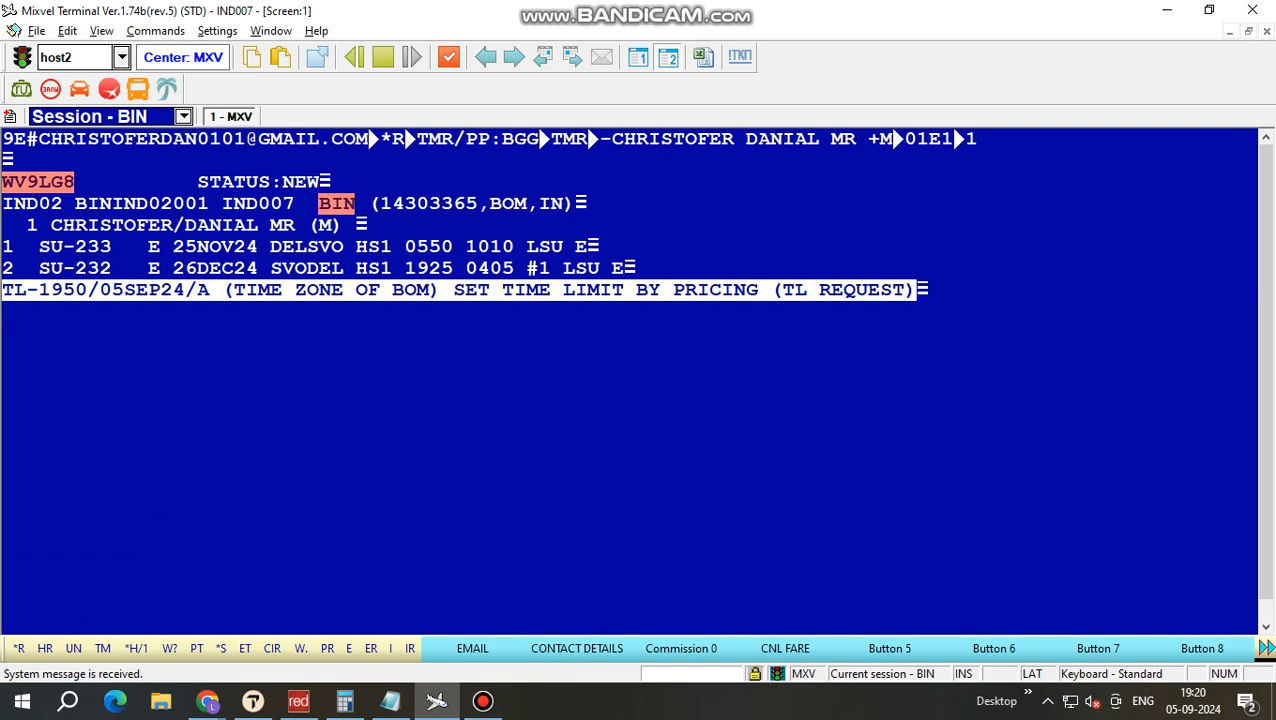 Mixvel Terminal Ver.1.74b(rev.5) (STD) - IND007 - [Screen:1]
www.BANDICAM.com
File Edit View Commands Settings Window Help
host2 Center: MXV !TKП
Session - BIN 1 - MXV
9E#CHRISTOFERDAN0101@GMAIL.COM▶*R▶TMR/PP:BGG▶TMR▶-CHRISTOFER DANIAL MR +M▶01E1▶1
WV9LG8 STATUS:NEW
IND02 BININD02001 IND007 BIN (14303365,BOM,IN)
1 CHRISTOFER/DANIAL MR (M)
1 SU-233 E 25NOV24 DELSVO HS1 0550 1010 LSU E
2 SU-232 E 26DEC24 SVODEL HS1 1925 0405 #1 LSU E
TL-1950/05SEP24/A (TIME ZONE OF BOM) SET TIME LIMIT BY PRICING (TL REQUEST)
*R HR UN TM *H/1 W? PT *S ET CIR W. PR E ER I IR EMAIL CONTACT DETAILS Commission 0 CNL FARE Button 5 Button 6 Button 7 Button 8
System message is received. MXV Current session - BIN INS LAT Keyboard - Standard NUM
red Desktop ENG 19:20
05-09-2024 2